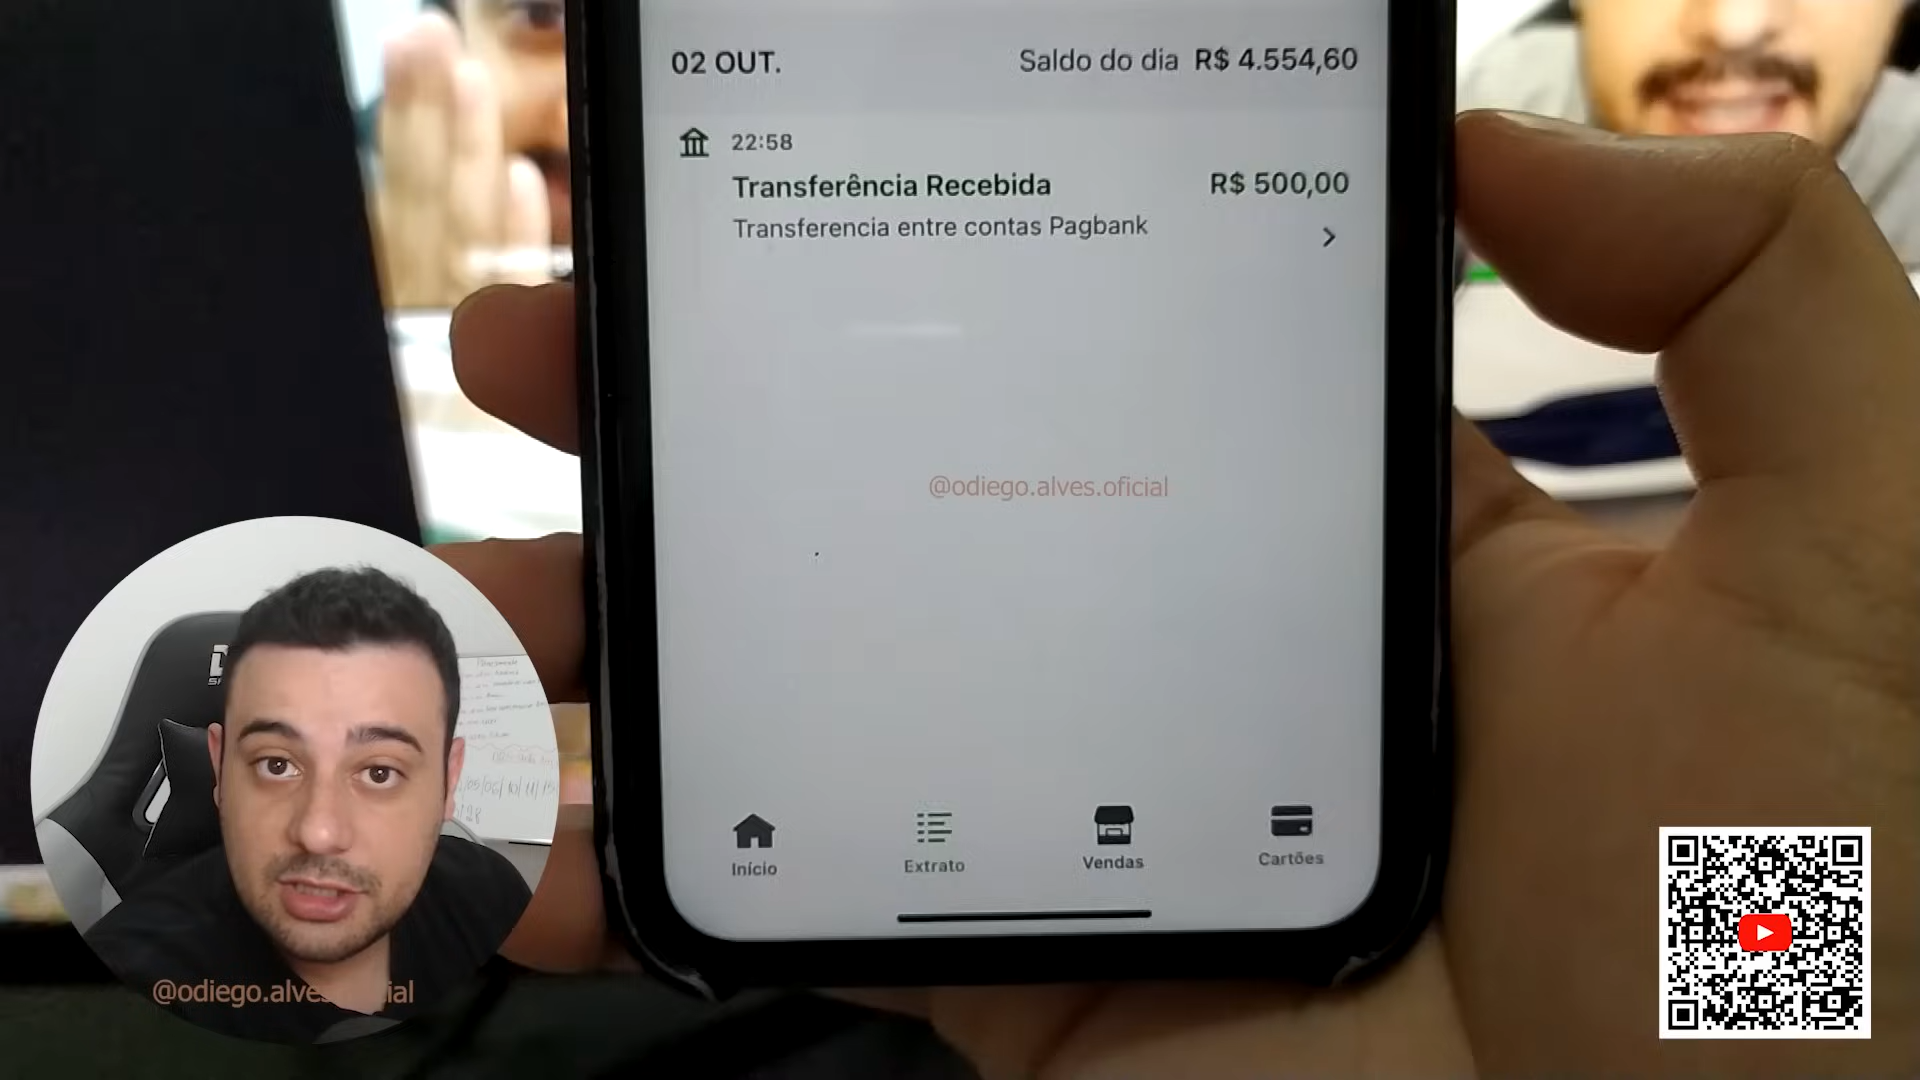 02 OUT.
Saldo do dia R$ 4.554,60
22:58
Transferência Recebida
R$ 500,00
Transferencia entre contas Pagbank
@odiego.alves.oficial
Início
Extrato
Vendas
Cartões
@odiego.alves
ial